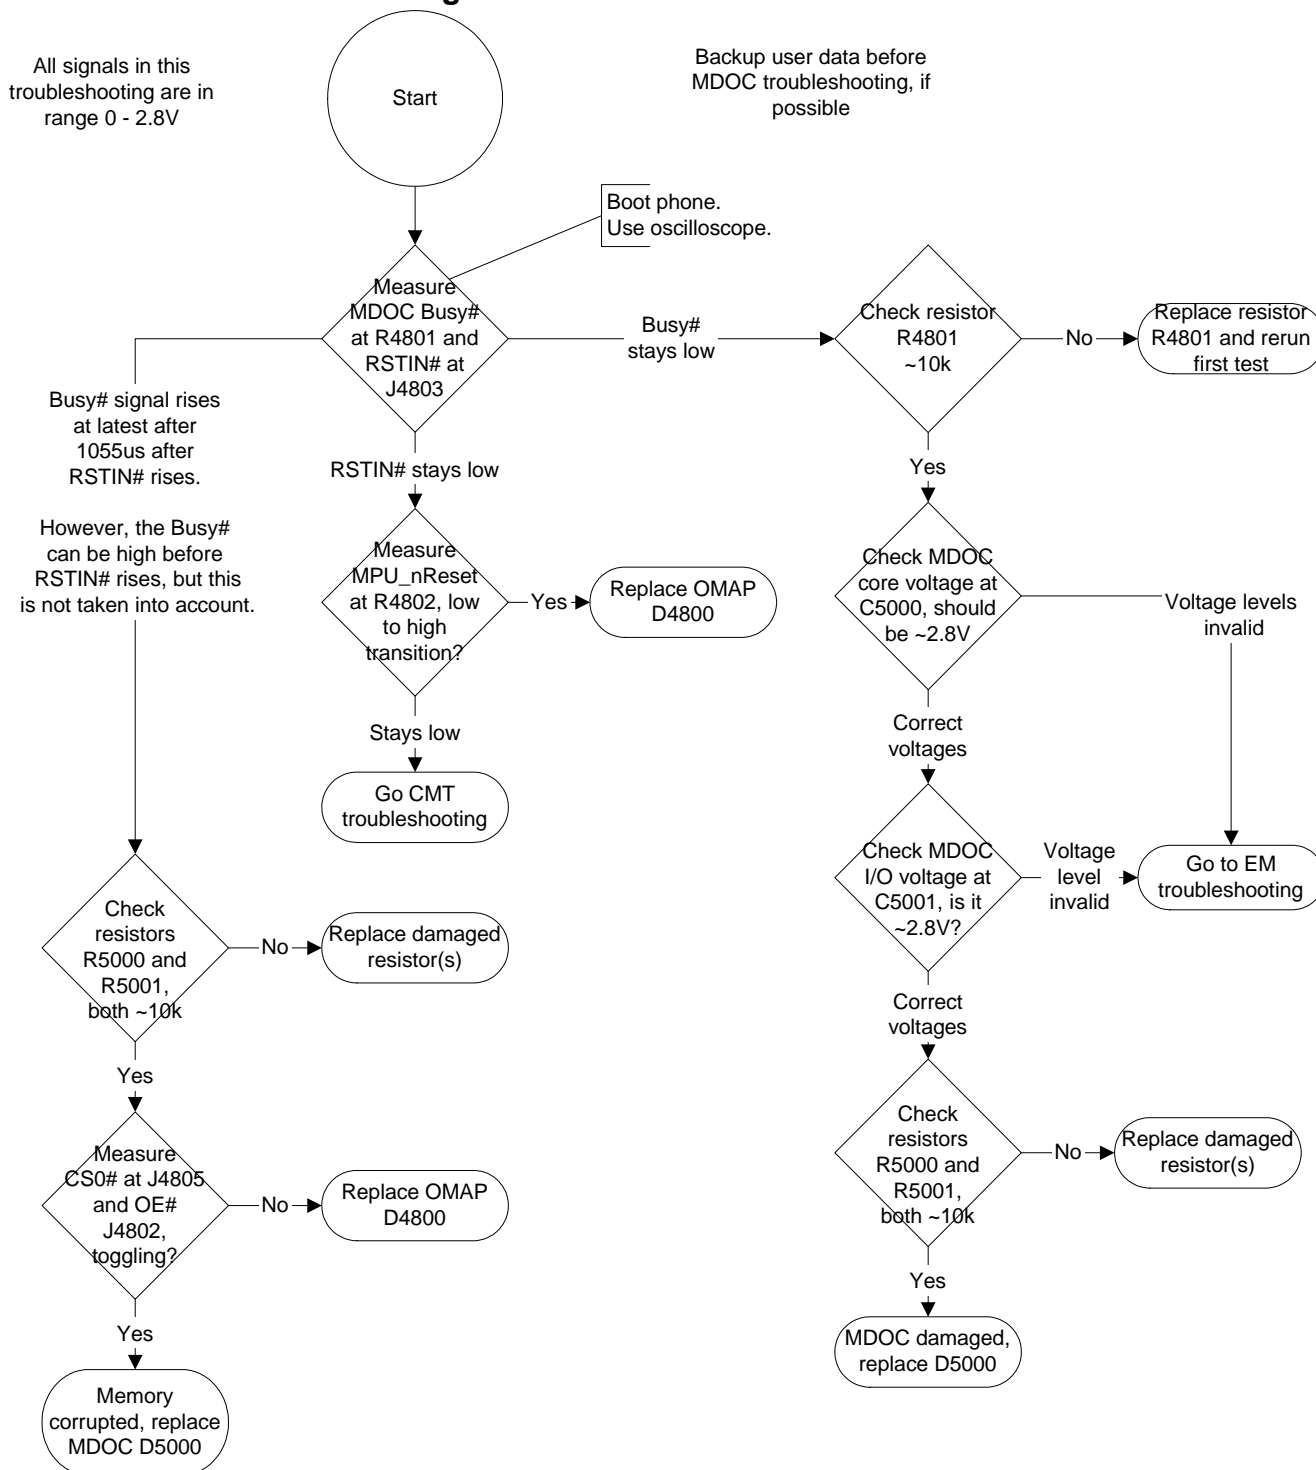 g
All signals in this
troubleshooting are in
range 0 - 2.8V
Start
Backup user data before
MDOC troubleshooting, if
possible
Boot phone.
Use oscilloscope.
Measure
MDOC Busy#
at R4801 and
RSTIN# at
J4803
Busy#
stays low
Check resistor
R4801
~10k
No
Replace resistor
R4801 and rerun
first test
Busy# signal rises
at latest after
1055us after
RSTIN# rises.
However, the Busy#
can be high before
RSTIN# rises, but this
is not taken into account.
RSTIN# stays low
Yes
Measure
MPU_nReset
at R4802, low
to high
transition?
Yes
Replace OMAP
D4800
Check MDOC
core voltage at
C5000, should
be ~2.8V
Voltage levels
invalid
Stays low
Correct
voltages
Go CMT
troubleshooting
Check MDOC
I/O voltage at
C5001, is it
~2.8V?
Voltage
level
invalid
Go to EM
troubleshooting
Check
resistors
R5000 and
R5001,
both ~10k
No
Replace damaged
resistor(s)
Correct
voltages
Yes
Check
resistors
R5000 and
R5001,
both ~10k
No
Replace damaged
resistor(s)
Measure
CS0# at J4805
and OE#
J4802,
toggling?
No
Replace OMAP
D4800
Yes
Yes
MDOC damaged,
replace D5000
Memory
corrupted, replace
MDOC D5000